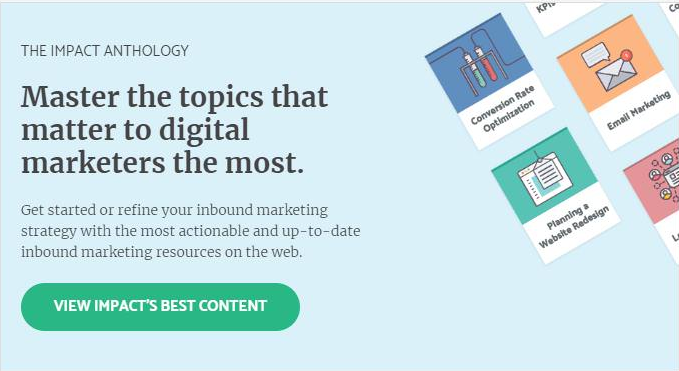 THE IMPACT ANTHOLOGY
Master the topics that
matter to digital
marketers the most.
Get started or refine your inbound marketing
strategy with the most actionable and up-to-date
inbound marketing resources on the web.
VIEW IMPACT'S BEST CONTENT
KPIs
Conversion Rate
Optimization
Email Marketing
Planning a
Website Redesign